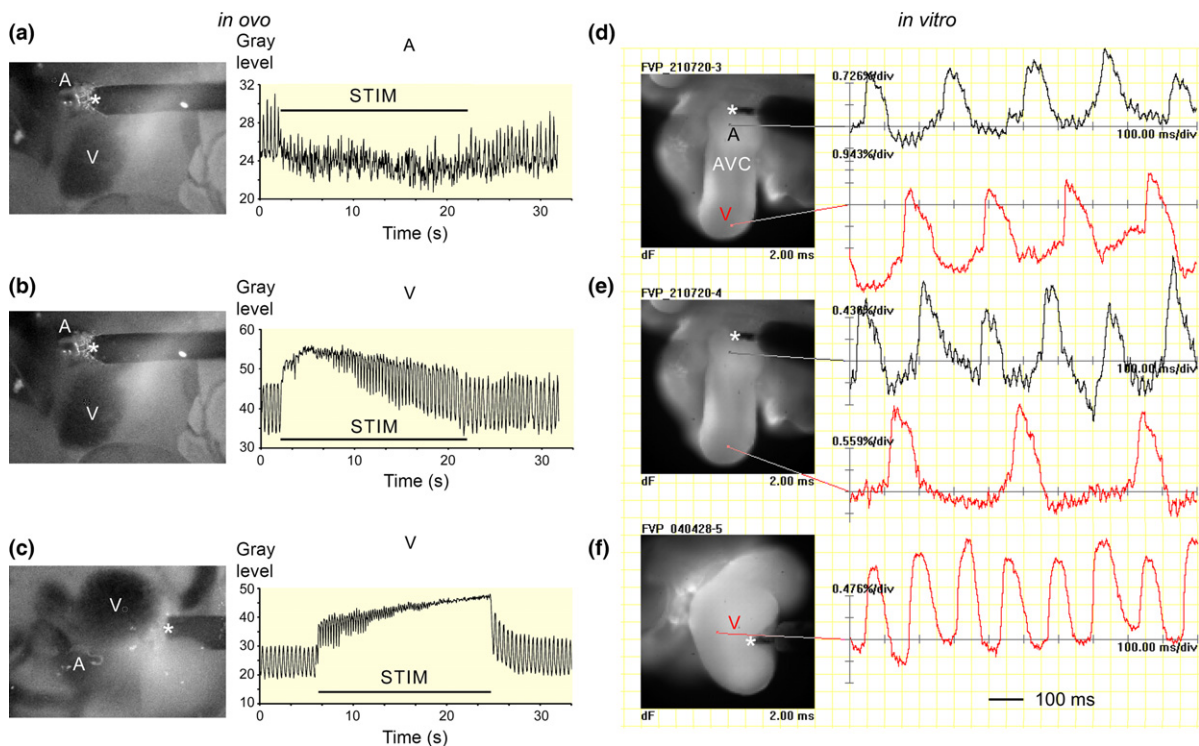 in ovo
in vitro
(a)
A
*
V
Gray
level
A
32
28
24
20
STIM
0
10
20
30
Time (s)
(b)
A
*
V
Gray
level
V
60
50
40
30
STIM
0
10
20
30
Time (s)
(c)
V
*
A
Gray
level
V
50
40
30
20
10
STIM
0
10
20
30
Time (s)
(d)
FVP_210720-3
*
A
AVC
V
dF
2.00 ms
0.726%/div
100.00 ms/div
0.943%/div
(e)
FVP_210720-4
*
dF
2.00 ms
100.00 ms/div
0.559%/div
(f)
FVP_040428-5
V
*
dF
2.00 ms
0.476%/div
100.00 ms/div
100 ms